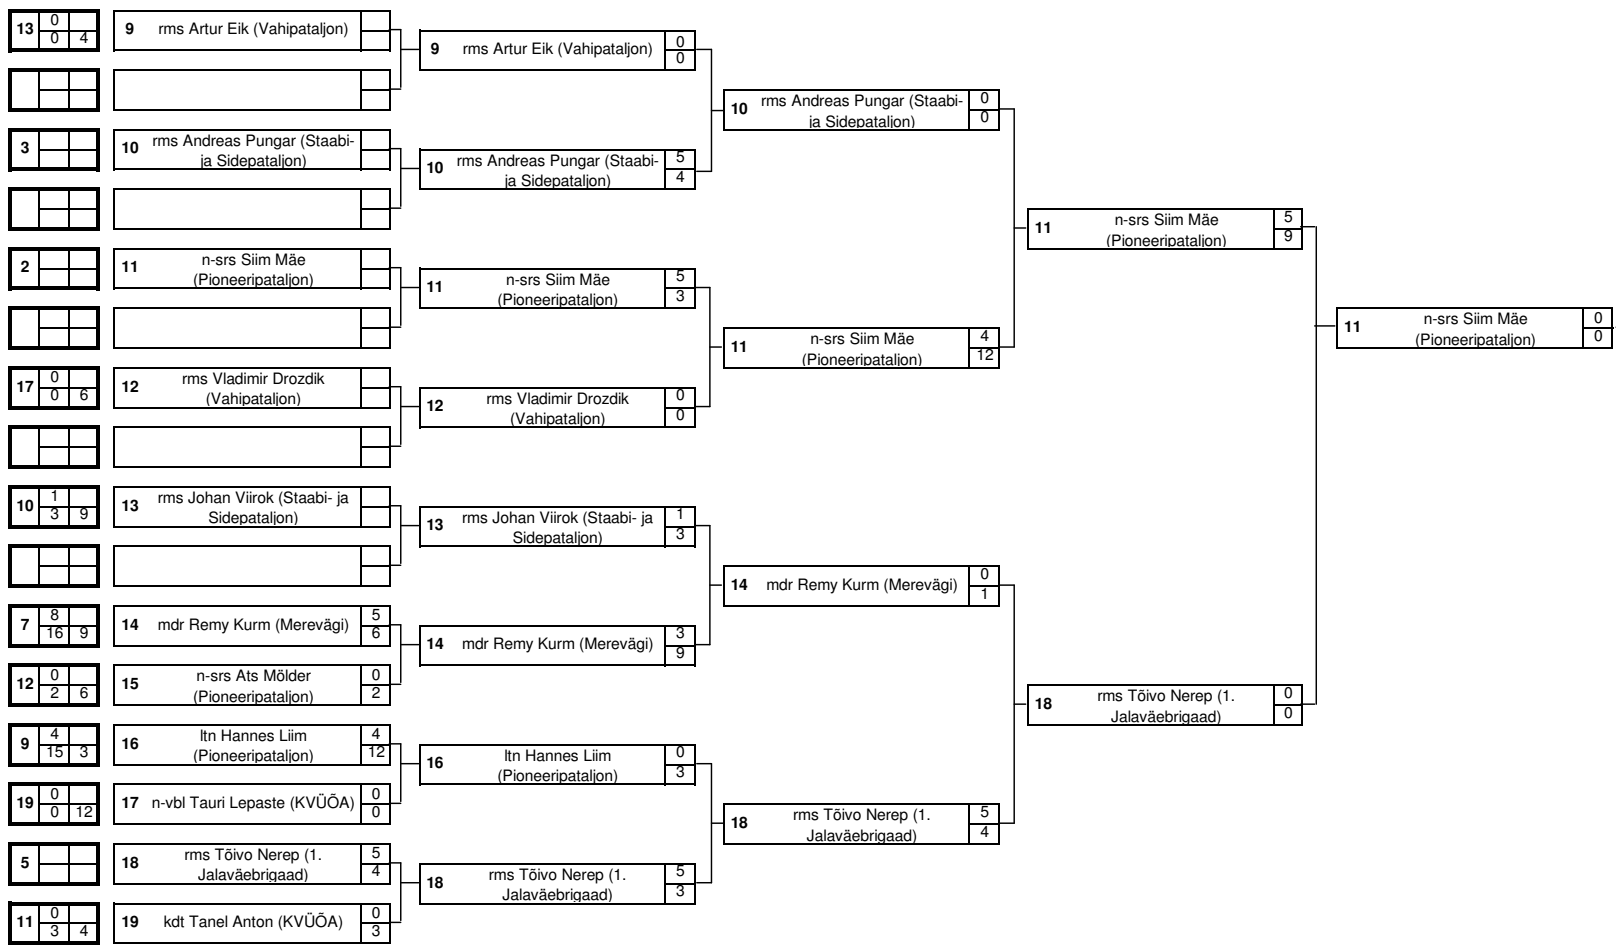 13 0
0 4
9 rms Artur Eik (Vahipataljon)
9 rms Artur Eik (Vahipataljon) 0
0
10 rms Andreas Pungar (Staabi- 0
ja Sidepataljon) 0
3
10 rms Andreas Pungar (Staabi-
ja Sidepataljon)
10 rms Andreas Pungar (Staabi- 5
ja Sidepataljon) 4
11 n-srs Siim Mäe 5
(Pioneeripataljon) 9
2
11 n-srs Siim Mäe
(Pioneeripataljon)
11 n-srs Siim Mäe 5
(Pioneeripataljon) 3
11 n-srs Siim Mäe 4
(Pioneeripataljon) 12
11 n-srs Siim Mäe 0
(Pioneeripataljon) 0
17 0
0 6
12 rms Vladimir Drozdik
(Vahipataljon)
12 rms Vladimir Drozdik 0
(Vahipataljon) 0
10 1
3 9
13 rms Johan Viirok (Staabi- ja
Sidepataljon)
13 rms Johan Viirok (Staabi- ja 1
Sidepataljon) 3
14 mdr Remy Kurm (Merevägi) 0
1
7 8
16 9
14 mdr Remy Kurm (Merevägi) 5
6
14 mdr Remy Kurm (Merevägi) 3
9
12 0
2 6
15 n-srs Ats Mölder 0
(Pioneeripataljon) 2
18 rms Tõivo Nerep (1. 0
Jalaväebrigaad) 0
9 4
15 3
16 ltn Hannes Liim 4
(Pioneeripataljon) 12
16 ltn Hannes Liim 0
(Pioneeripataljon) 3
19 0
0 12
17 n-vbl Tauri Lepaste (KVÜÕA) 0
0
18 rms Tõivo Nerep (1. 5
Jalaväebrigaad) 4
5
18 rms Tõivo Nerep (1. 5
Jalaväebrigaad) 4
18 rms Tõivo Nerep (1. 5
Jalaväebrigaad) 3
11 0
3 4
19 kdt Tanel Anton (KVÜÕA) 0
3